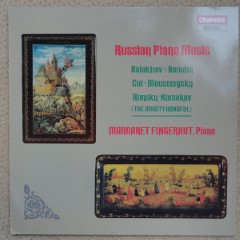 Chandos
Russian Piano Music
Balakirev • Borodin
Cui • Moussorgsky
Rimsky-Korsakov
(THE MIGHTY HANDFUL)
MARGARET FINGERHUT, Piano